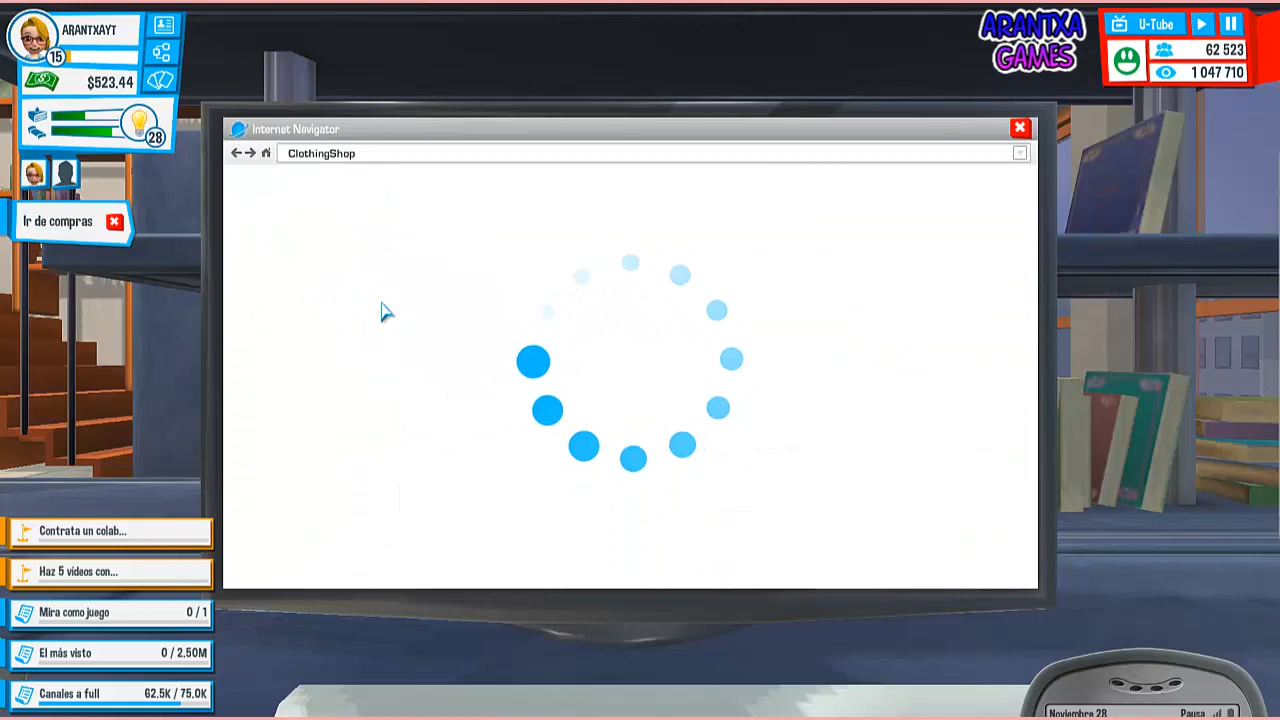 ARANTXAYT
15
$523.44
28
Ir de compras
ARANTXA
GAMES
U-Tube
62 523
1 047 710
Internet Navigator
ClothingShop
Contrata un colab...
Haz 5 vídeos con...
Mira como juego 0 / 1
El más visto 0 / 2.50M
Canales a full 62.5K / 75.0K
Noviembre 28 Pausa